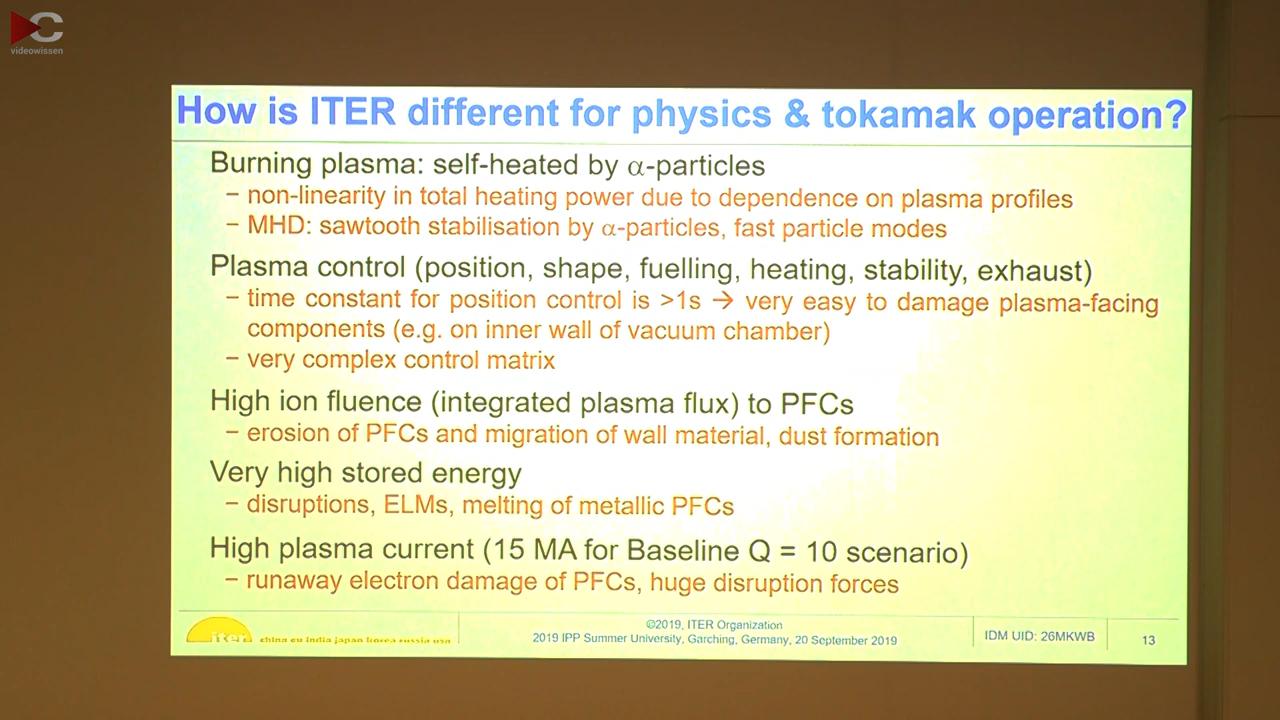 C
videowissen
How is ITER different for physics & tokamak operation?
Burning plasma: self-heated by α-particles
– non-linearity in total heating power due to dependence on plasma profiles
– MHD: sawtooth stabilisation by α-particles, fast particle modes
Plasma control (position, shape, fuelling, heating, stability, exhaust)
– time constant for position control is >1s → very easy to damage plasma-facing
components (e.g. on inner wall of vacuum chamber)
– very complex control matrix
High ion fluence (integrated plasma flux) to PFCs
– erosion of PFCs and migration of wall material, dust formation
Very high stored energy
– disruptions, ELMs, melting of metallic PFCs
High plasma current (15 MA for Baseline Q = 10 scenario)
– runaway electron damage of PFCs, huge disruption forces
iter china eu india japan korea russia usa
©2019, ITER Organization
2019 IPP Summer University, Garching, Germany, 20 September 2019
IDM UID: 26MKWB
13